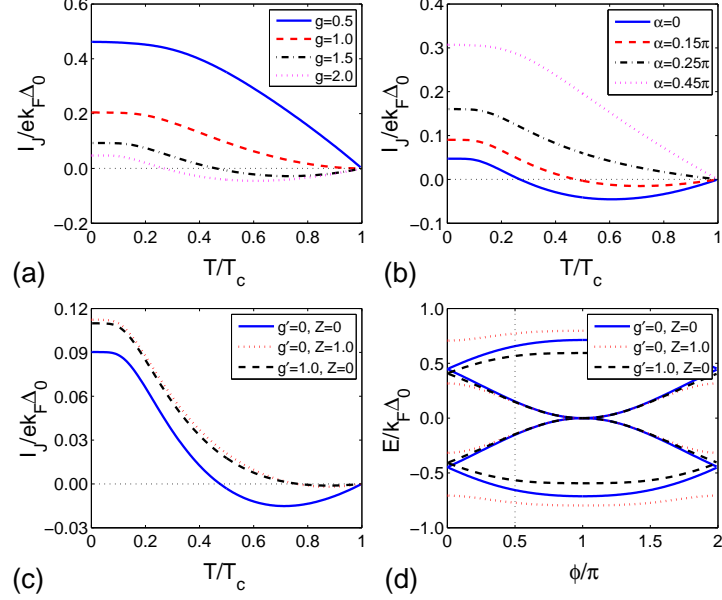 I_J/ek_FΔ_0
0.6
0.4
0.2
0.0
−0.2
0
0.2
0.4
0.6
0.8
1
T/T_c
g=0.5
g=1.0
g=1.5
g=2.0
(a)
I_J/ek_FΔ_0
0.4
0.3
0.2
0.1
0.0
−0.1
0
0.2
0.4
0.6
0.8
1
T/T_c
α=0
α=0.15π
α=0.25π
α=0.45π
(b)
I_J/ek_FΔ_0
0.12
0.09
0.06
0.03
0.00
−0.03
0
0.2
0.4
0.6
0.8
1
T/T_c
g′=0, Z=0
g′=0, Z=1.0
g′=1.0, Z=0
(c)
E/k_FΔ_0
1.0
0.5
0.0
−0.5
−1.0
0
0.5
1
1.5
2
ϕ/π
g′=0, Z=0
g′=0, Z=1.0
g′=1.0, Z=0
(d)